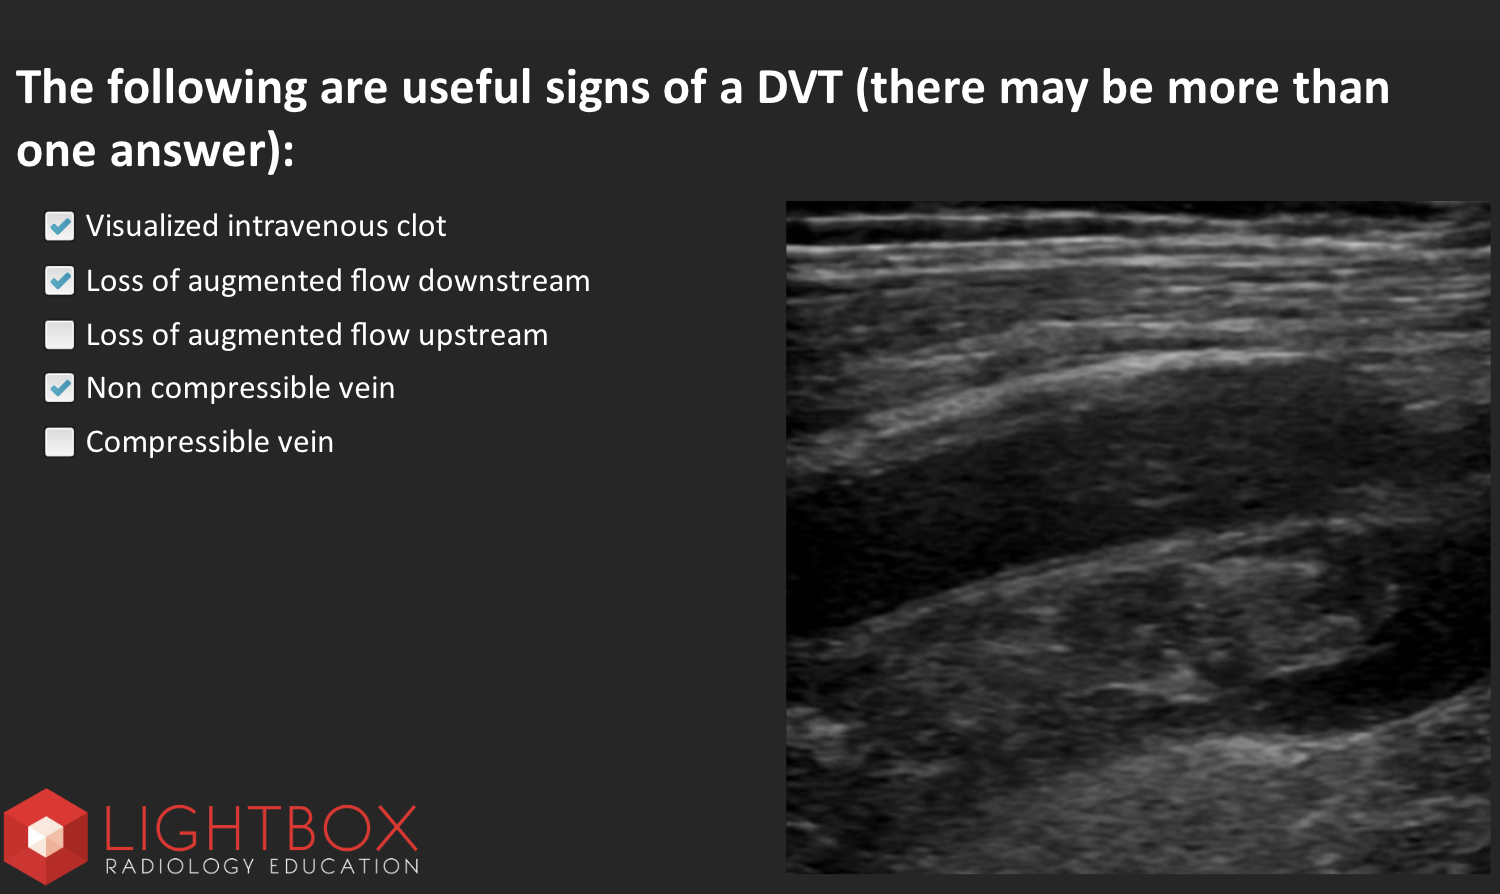 The following are useful signs of a DVT (there may be more than
one answer):
Visualized intravenous clot
Loss of augmented flow downstream
Loss of augmented flow upstream
Non compressible vein
Compressible vein
LIGHTBOX
RADIOLOGY EDUCATION